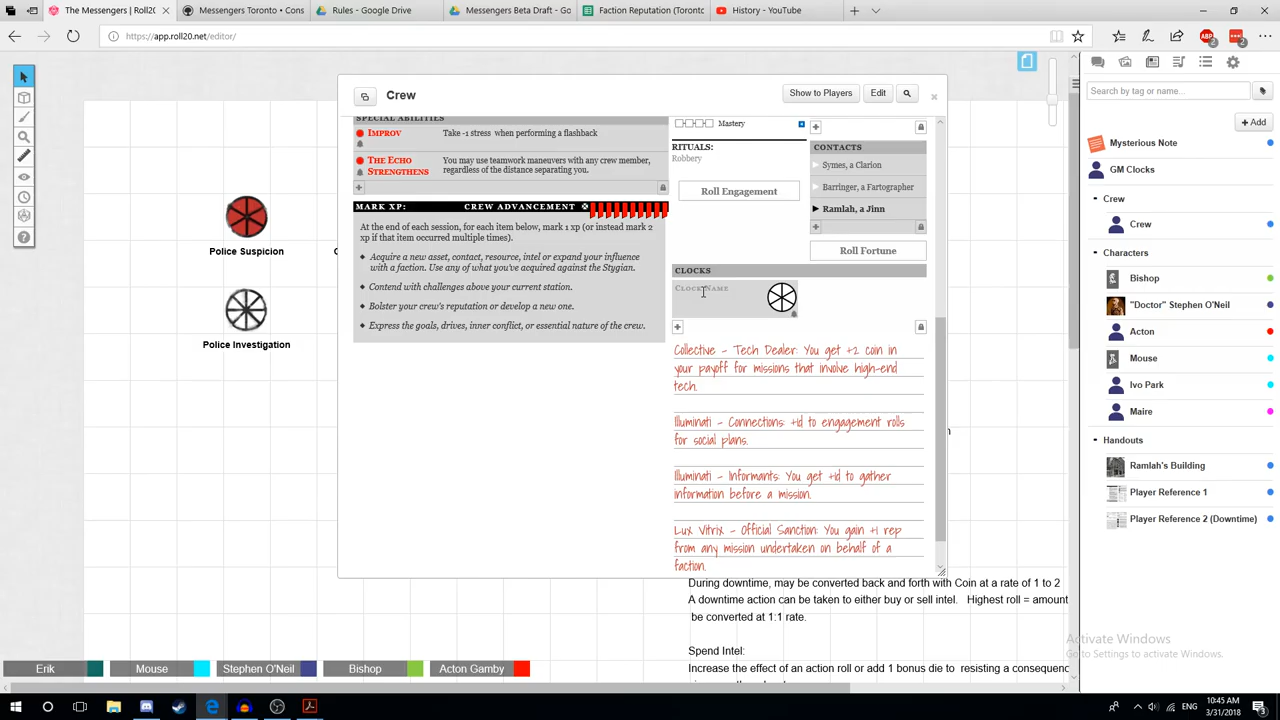 The Messengers | Roll20
Messengers Toronto • Cons
Rules - Google Drive
Messengers Beta Draft - Go
Faction Reputation (Toronto
History - YouTube
https://app.roll20.net/editor/
ABP
2
2
Search by tag or name...
+ Add
Mysterious Note
GM Clocks
Crew
Crew
Characters
Bishop
"Doctor" Stephen O'Neil
Acton
Mouse
Ivo Park
Maire
Handouts
Ramlah's Building
Player Reference 1
Player Reference 2 (Downtime)
Police Suspicion
Police Investigation
Crew
Show to Players
Edit
SPECIAL ABILITIES
IMPROV
Take -1 stress when performing a flashback
THE ECHO STRENGTHENS
You may use teamwork maneuvers with any crew member,
regardless of the distance separating you.
MARK XP:
CREW ADVANCEMENT
At the end of each session, for each item below, mark 1 xp (or instead mark 2
xp if that item occurred multiple times).
Acquire a new asset, contact, resource, intel or expand your influence
with a faction. Use any of what you've acquired against the Stygian.
Contend with challenges above your current station.
Bolster your crew's reputation or develop a new one.
Express the goals, drives, inner conflict, or essential nature of the crew.
Mastery
RITUALS:
Robbery
Roll Engagement
CONTACTS
Symes, a Clarion
Barringer, a Fartographer
Ramlah, a Jinn
Roll Fortune
CLOCKS
CLOCK NAME
Collective - Tech Dealer: You get +2 coin in
your payoff for missions that involve high-end
tech.
Illuminati - Connections: +1d to engagement rolls
for social plans.
Illuminati - Informants: You get +1d to gather
information before a mission.
Lux Vitrix - Official Sanction: You gain +1 rep
from any mission undertaken on behalf of a
faction.
During downtime, may be converted back and forth with Coin at a rate of 1 to 2
A downtime action can be taken to either buy or sell intel. Highest roll = amount
be converted at 1:1 rate.
Spend Intel:
Increase the effect of an action roll or add 1 bonus die to resisting a consequenc
Activate Windows
Go to Settings to activate Windows.
Erik
Mouse
Stephen O'Neil
Bishop
Acton Gamby
ENG
10:45 AM
3/31/2018
3